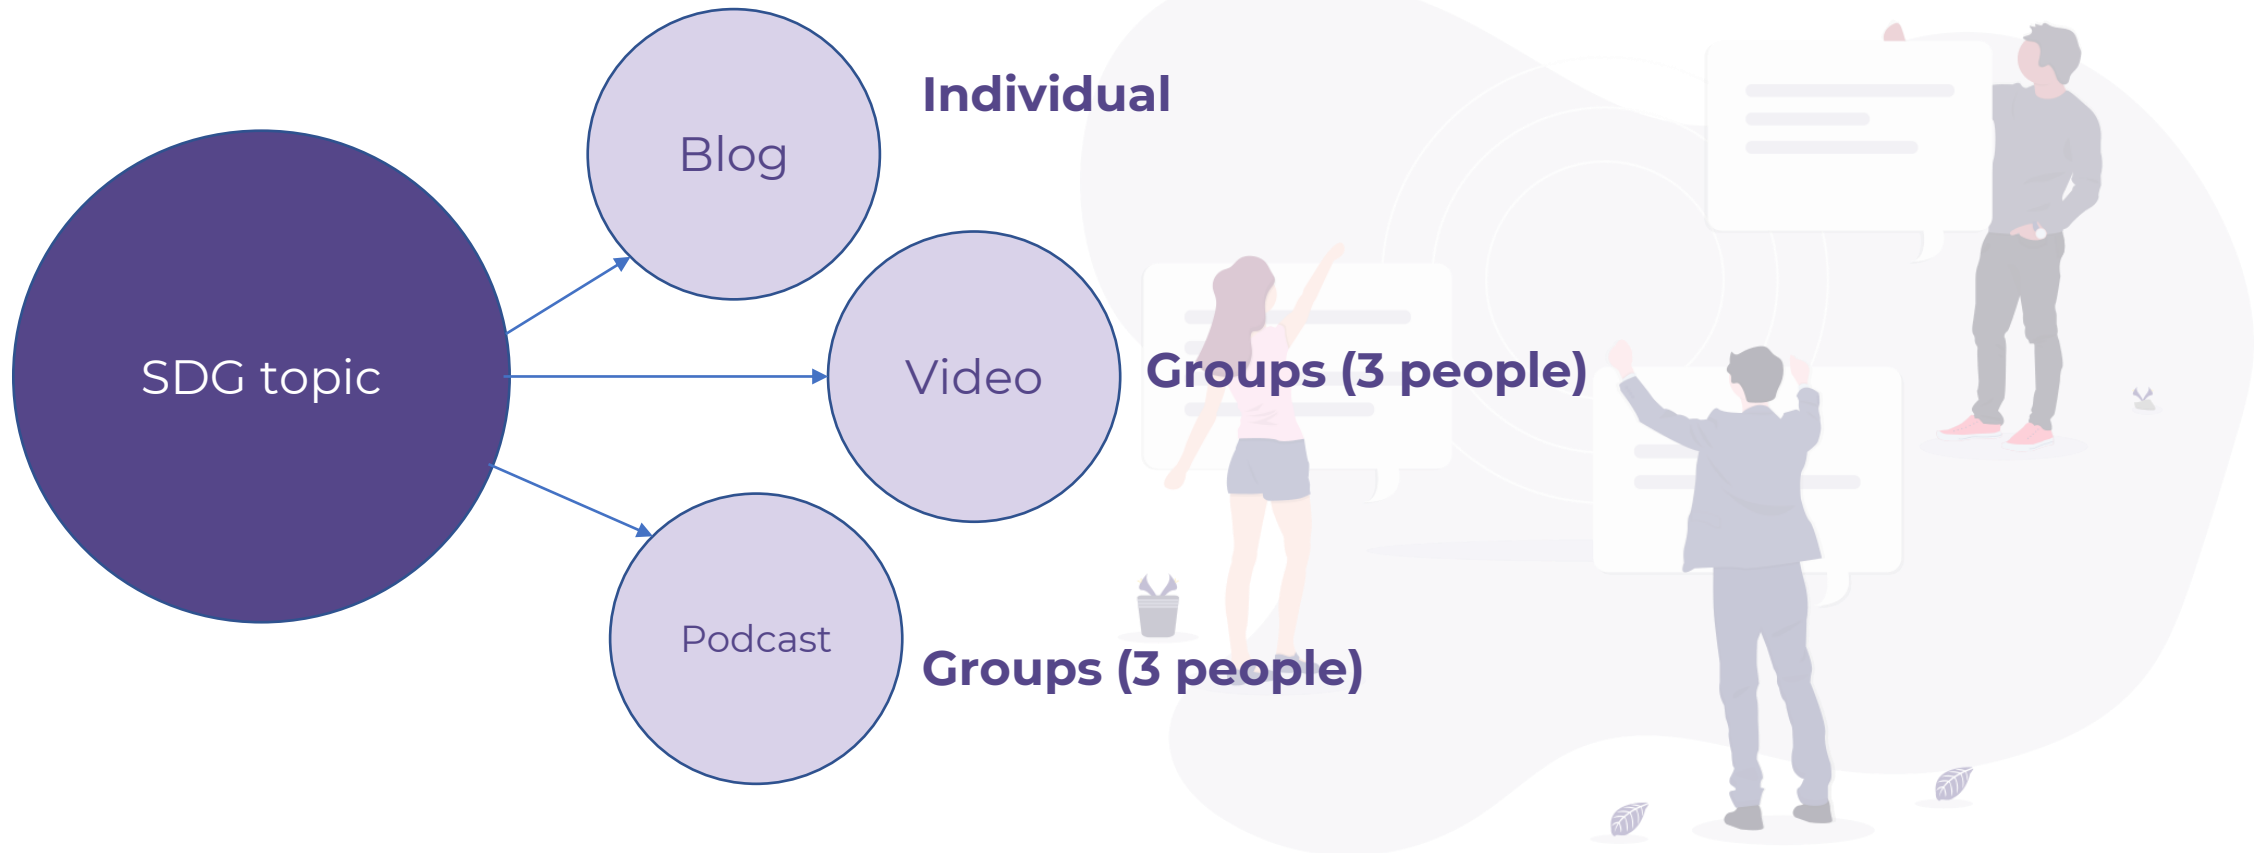 SDG topic
Blog
Individual
Video
Groups (3 people)
Podcast
Groups (3 people)